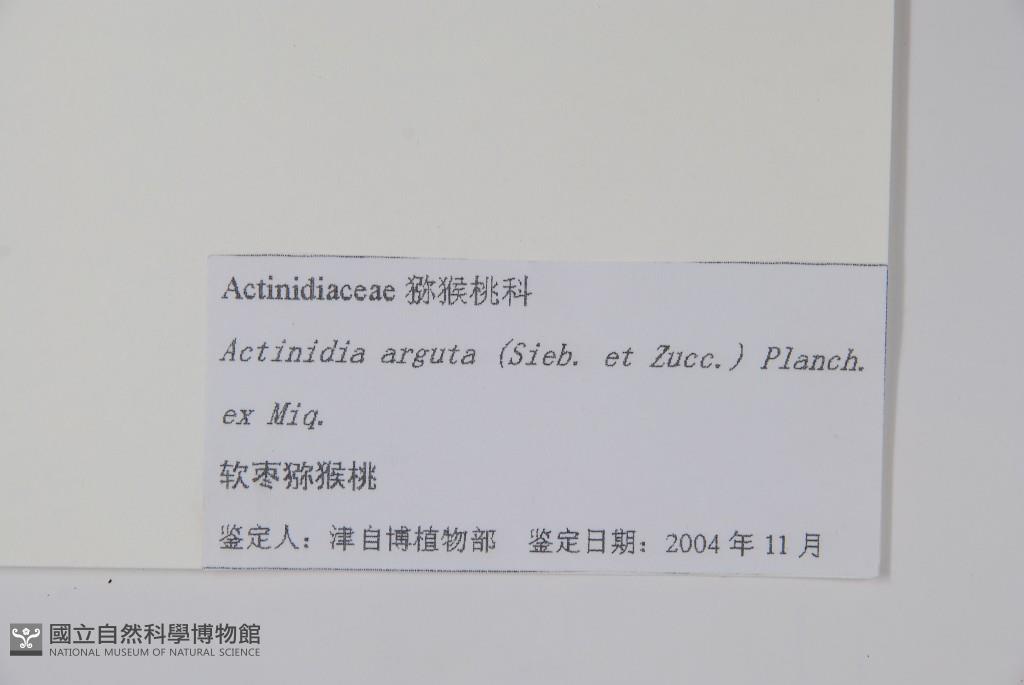 Actinidiaceae 猕猴桃科
Actinidia arguta (Sieb. et Zucc.) Planch.
ex Miq.
软枣猕猴桃
鉴定人：津自博植物部 鉴定日期：2004 年 11 月
國立自然科學博物館
NATIONAL MUSEUM OF NATURAL SCIENCE